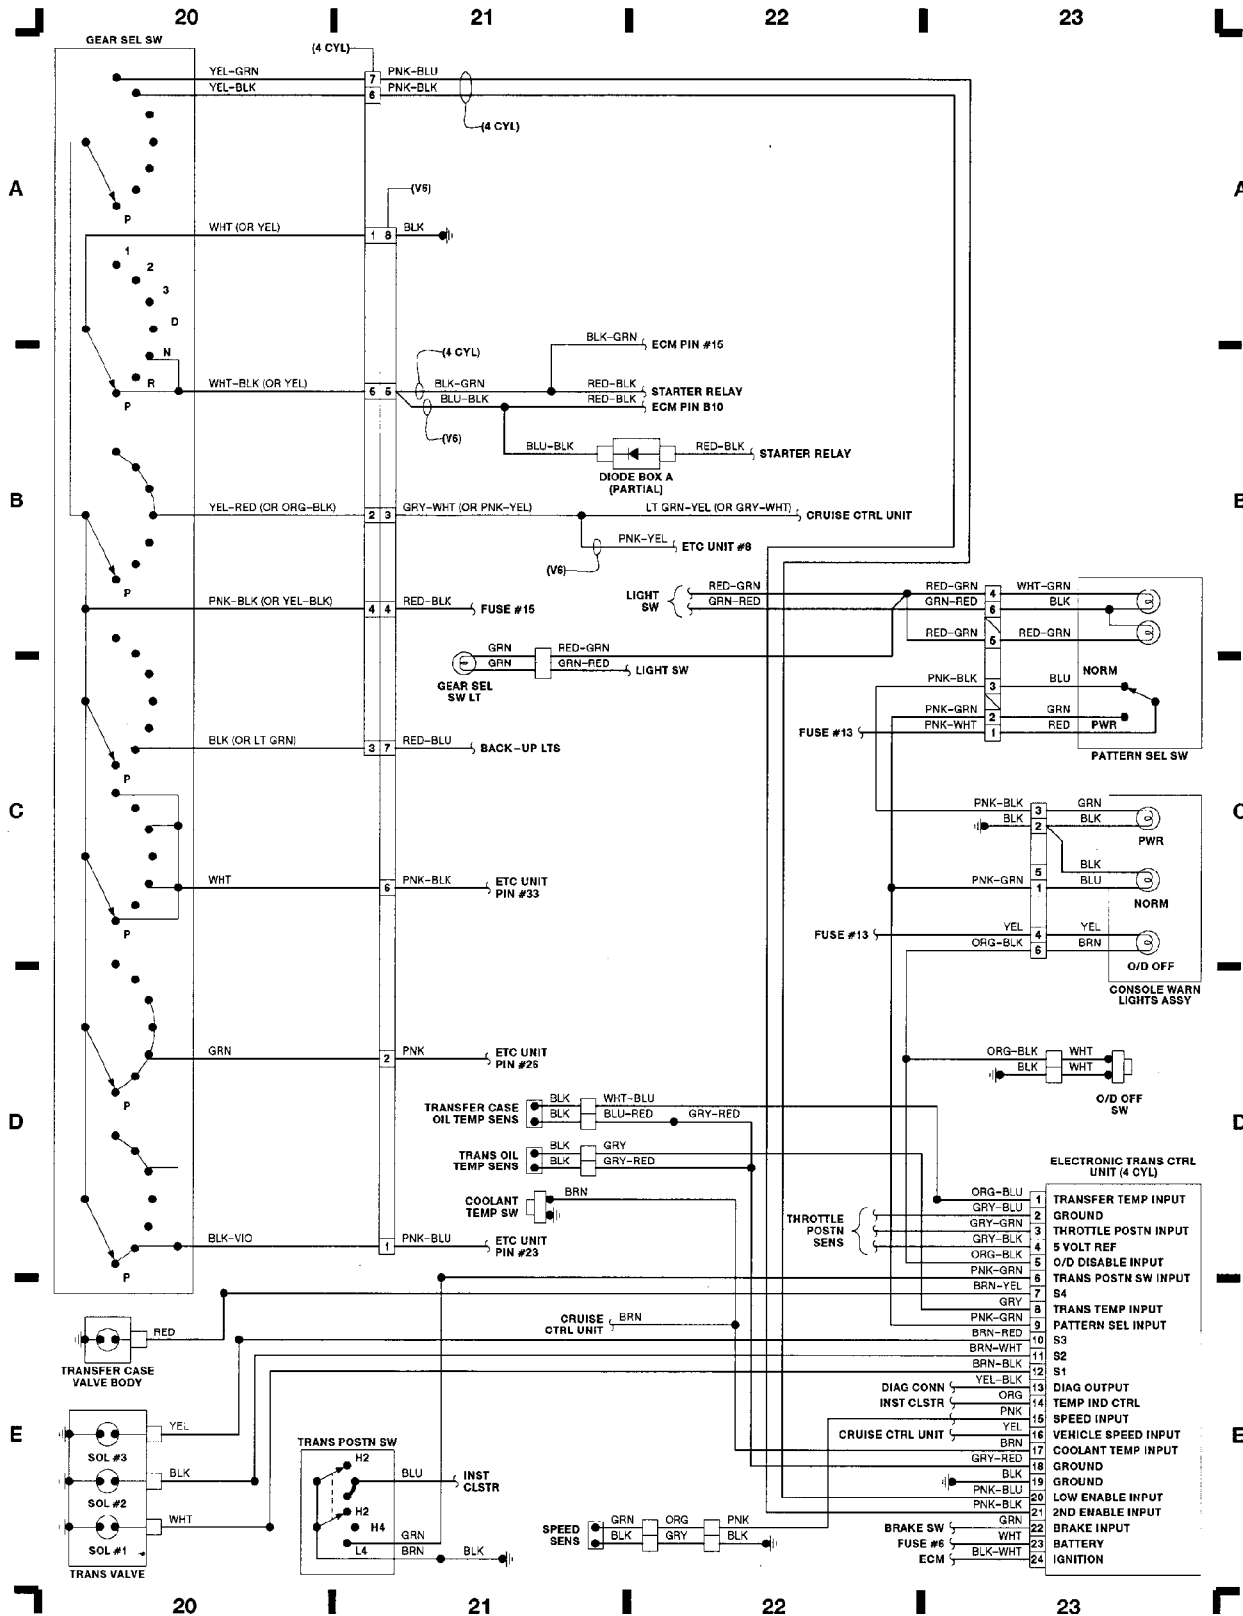 20 21 22 23
GEAR SEL SW
(4 CYL)
YEL-GRN 7 PNK-BLU
YEL-BLK 6 PNK-BLK
(4 CYL)
A A
(V6)
P
WHT (OR YEL) 1 8 BLK
1
2
3
D
N
R
P
BLK-GRN ECM PIN #15
(4 CYL)
WHT-BLK (OR YEL) 5 5 BLK-GRN RED-BLK STARTER RELAY
BLU-BLK RED-BLK ECM PIN B10
(V6)
BLU-BLK RED-BLK STARTER RELAY
DIODE BOX A
(PARTIAL)
B B
YEL-RED (OR ORG-BLK) 2 3 GRY-WHT (OR PNK-YEL) LT GRN-YEL (OR GRY-WHT) CRUISE CTRL UNIT
PNK-YEL ETC UNIT #8
(V6)
P
PNK-BLK (OR YEL-BLK) 4 4 RED-BLK FUSE #15
LIGHT
SW
RED-GRN RED-GRN 4 WHT-GRN
GRN-RED GRN-RED 6 BLK
RED-GRN 5 RED-GRN
GRN RED-GRN
GRN GRN-RED LIGHT SW
GEAR SEL
SW LT
NORM
PNK-BLK 3 BLU
PNK-GRN 2 GRN
FUSE #13 PNK-WHT 1 RED
PWR
PATTERN SEL SW
BLK (OR LT GRN) 3 7 RED-BLU BACK-UP LTS
P
C C
PNK-BLK 3 GRN
BLK 2 BLK
PWR
5 BLK
PNK-GRN 1 BLU
NORM
WHT 6 PNK-BLK ETC UNIT
PIN #33
P
FUSE #13 YEL 4 YEL
ORG-BLK 6 BRN
O/D OFF
CONSOLE WARN
LIGHTS ASSY
GRN 2 PNK ETC UNIT
PIN #26
P
ORG-BLK WHT
BLK WHT
O/D OFF
SW
D D
TRANSFER CASE
OIL TEMP SENS
BLK WHT-BLU
BLK BLU-RED GRY-RED
TRANS OIL
TEMP SENS
BLK GRY
BLK GRY-RED
COOLANT
TEMP SW
BRN
BLK-VIO 1 PNK-BLU ETC UNIT
PIN #23
P
THROTTLE
POSTN
SENS
ELECTRONIC TRANS CTRL
UNIT (4 CYL)
ORG-BLU 1 TRANSFER TEMP INPUT
GRY-BLU 2 GROUND
GRY-GRN 3 THROTTLE POSTN INPUT
GRY-BLK 4 5 VOLT REF
ORG-BLK 5 O/D DISABLE INPUT
PNK-GRN 6 TRANS POSTN SW INPUT
BRN-YEL 7 S4
GRY 8 TRANS TEMP INPUT
PNK-GRN 9 PATTERN SEL INPUT
BRN-RED 10 S3
BRN-WHT 11 S2
BRN-BLK 12 S1
DIAG CONN YEL-BLK 13 DIAG OUTPUT
INST CLSTR ORG 14 TEMP IND CTRL
PNK 15 SPEED INPUT
CRUISE CTRL UNIT YEL 16 VEHICLE SPEED INPUT
BRN 17 COOLANT TEMP INPUT
GRY-RED 18 GROUND
BLK 19 GROUND
PNK-BLU 20 LOW ENABLE INPUT
PNK-BLK 21 2ND ENABLE INPUT
BRAKE SW GRN 22 BRAKE INPUT
FUSE #6 WHT 23 BATTERY
ECM BLK-WHT 24 IGNITION
CRUISE
CTRL UNIT
BRN
RED
TRANSFER CASE
VALVE BODY
E E
YEL
SOL #3
BLK
SOL #2
WHT
SOL #1
TRANS VALVE
TRANS POSTN SW
H2
BLU INST
CLSTR
H2
H4
GRN
L4 BRN BLK
SPEED
SENS
GRN ORG PNK
BLK GRY BLK
20 21 22 23